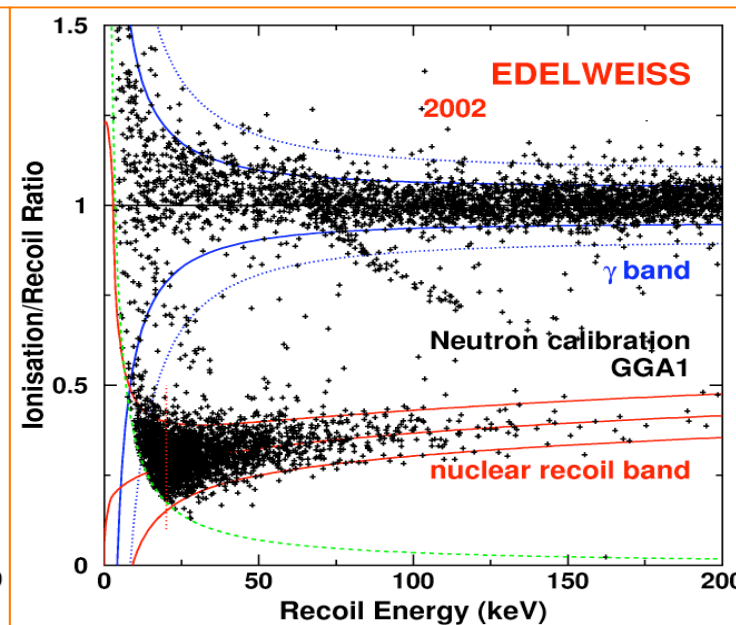 1.5
EDELWEISS
2002
1
Ionisation/Recoil Ratio
γ band
Neutron calibration
GGA1
0.5
nuclear recoil band
0
0
50
100
150
200
Recoil Energy (keV)